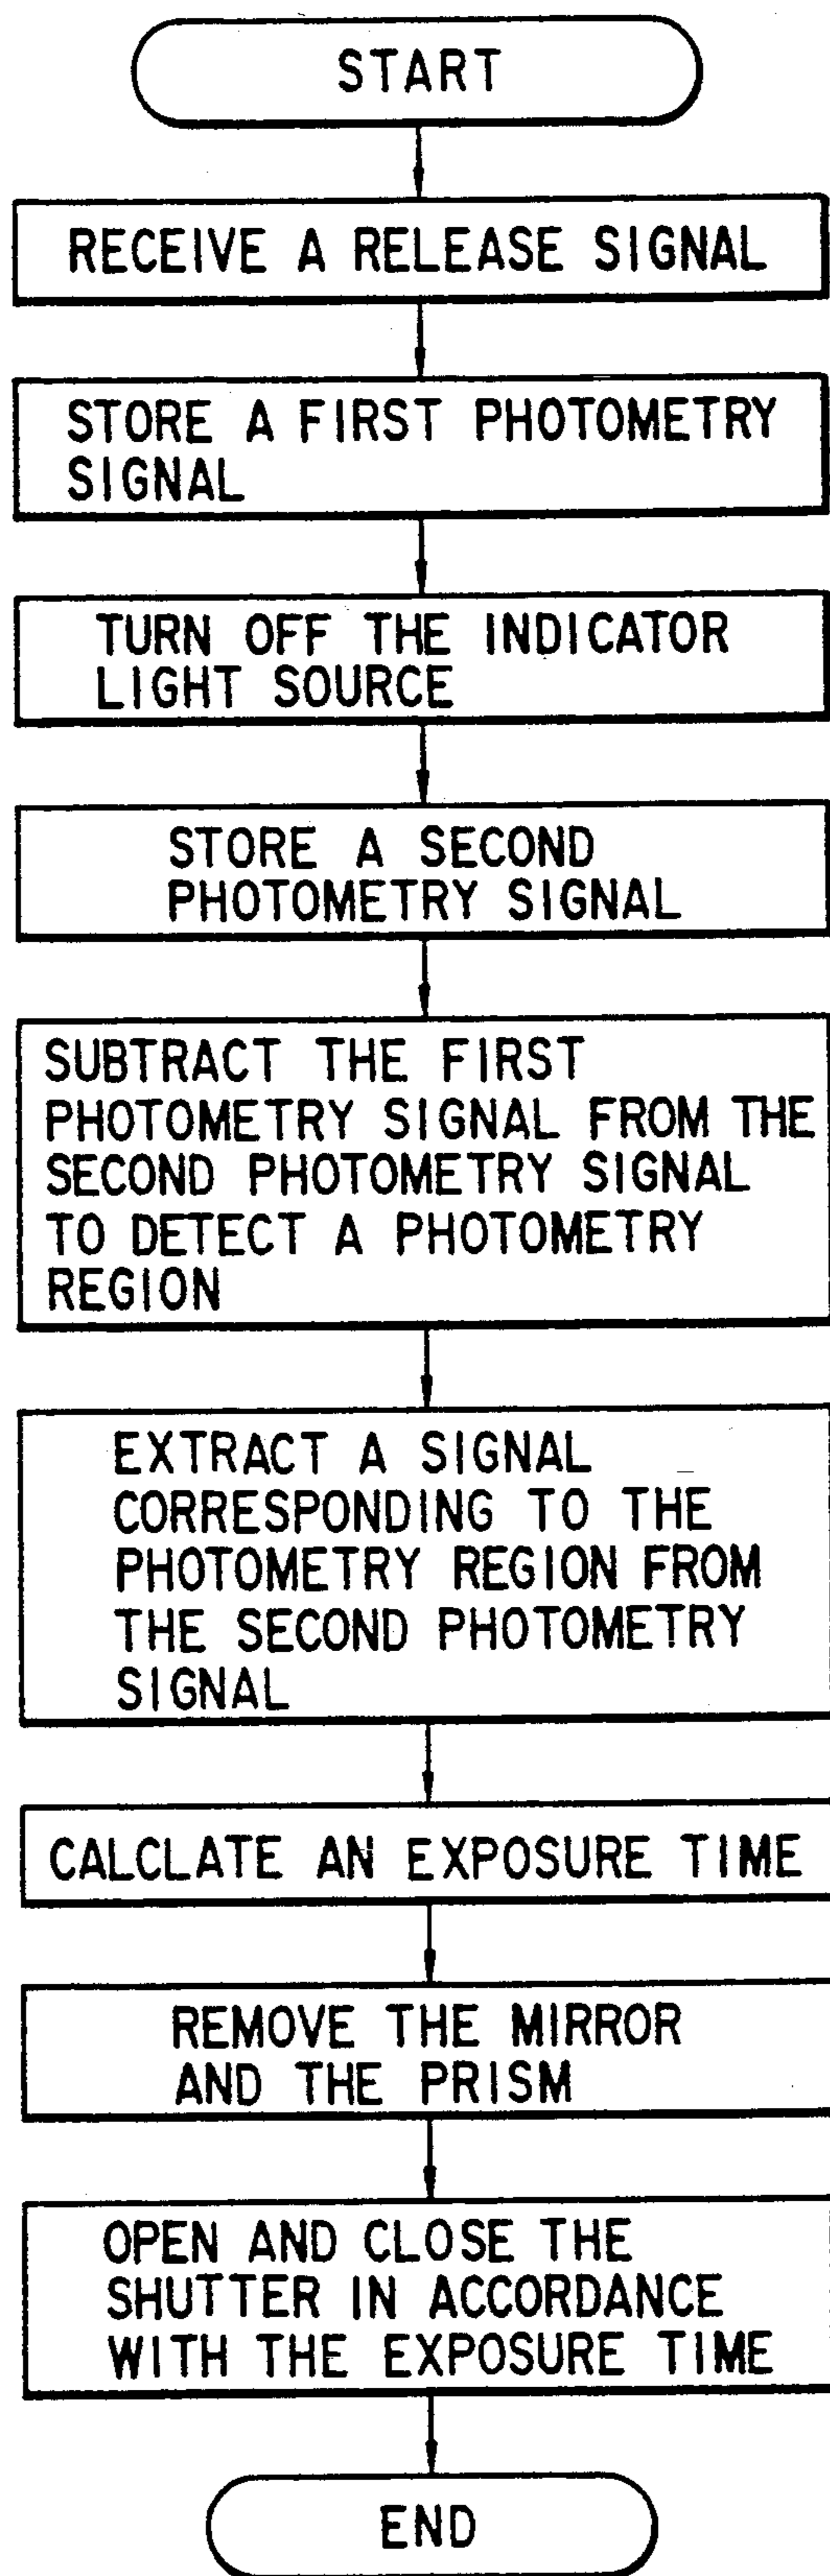 START
RECEIVE A RELEASE SIGNAL
STORE A FIRST PHOTOMETRY
SIGNAL
TURN OFF THE INDICATOR
LIGHT SOURCE
STORE A SECOND
PHOTOMETRY SIGNAL
SUBTRACT THE FIRST
PHOTOMETRY SIGNAL FROM THE
SECOND PHOTOMETRY SIGNAL
TO DETECT A PHOTOMETRY
REGION
EXTRACT A SIGNAL
CORRESPONDING TO THE
PHOTOMETRY REGION FROM
THE SECOND PHOTOMETRY
SIGNAL
CALCLATE AN EXPOSURE TIME
REMOVE THE MIRROR
AND THE PRISM
OPEN AND CLOSE THE
SHUTTER IN ACCORDANCE
WITH THE EXPOSURE TIME
END